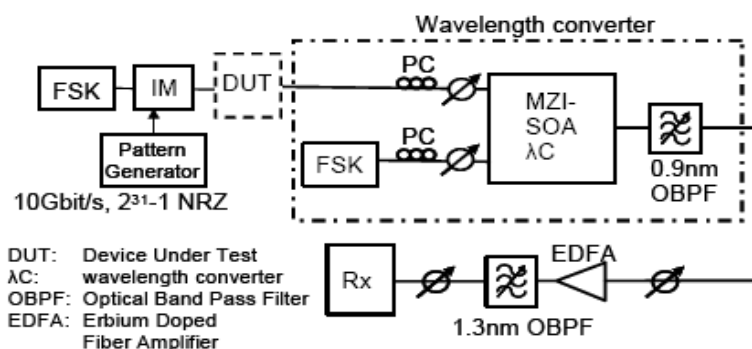 Wavelength converter
FSK
IM
DUT
PC
MZI-
SOA
λC
PC
FSK
Pattern
Generator
0.9nm
OBPF
10Gbit/s, 2³¹-1 NRZ
DUT: Device Under Test
λC: wavelength converter
OBPF: Optical Band Pass Filter
EDFA: Erbium Doped
Fiber Amplifier
Rx
EDFA
1.3nm OBPF